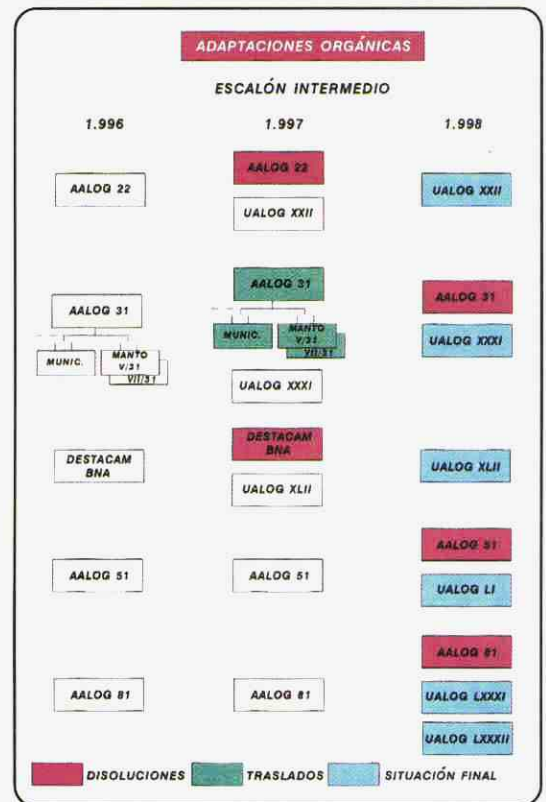 ADAPTACIONES ORGÁNICAS
ESCALÓN INTERMEDIO
1.996 1.997 1.998
AALOG 22
AALOG 22
UALOG XXII
UALOG XXII
AALOG 31
MUNIC.
MANTO
V/31
VII/31
AALOG 31
MUNIC.
MANTO
V/31
VII/31
UALOG XXXI
AALOG 31
UALOG XXXI
DESTACAM
BNA
DESTACAM
BNA
UALOG XLII
UALOG XLII
AALOG 51
AALOG 51
AALOG 51
UALOG LI
AALOG 81
AALOG 81
AALOG 81
UALOG LXXXI
UALOG LXXXII
DISOLUCIONES TRASLADOS SITUACIÓN FINAL